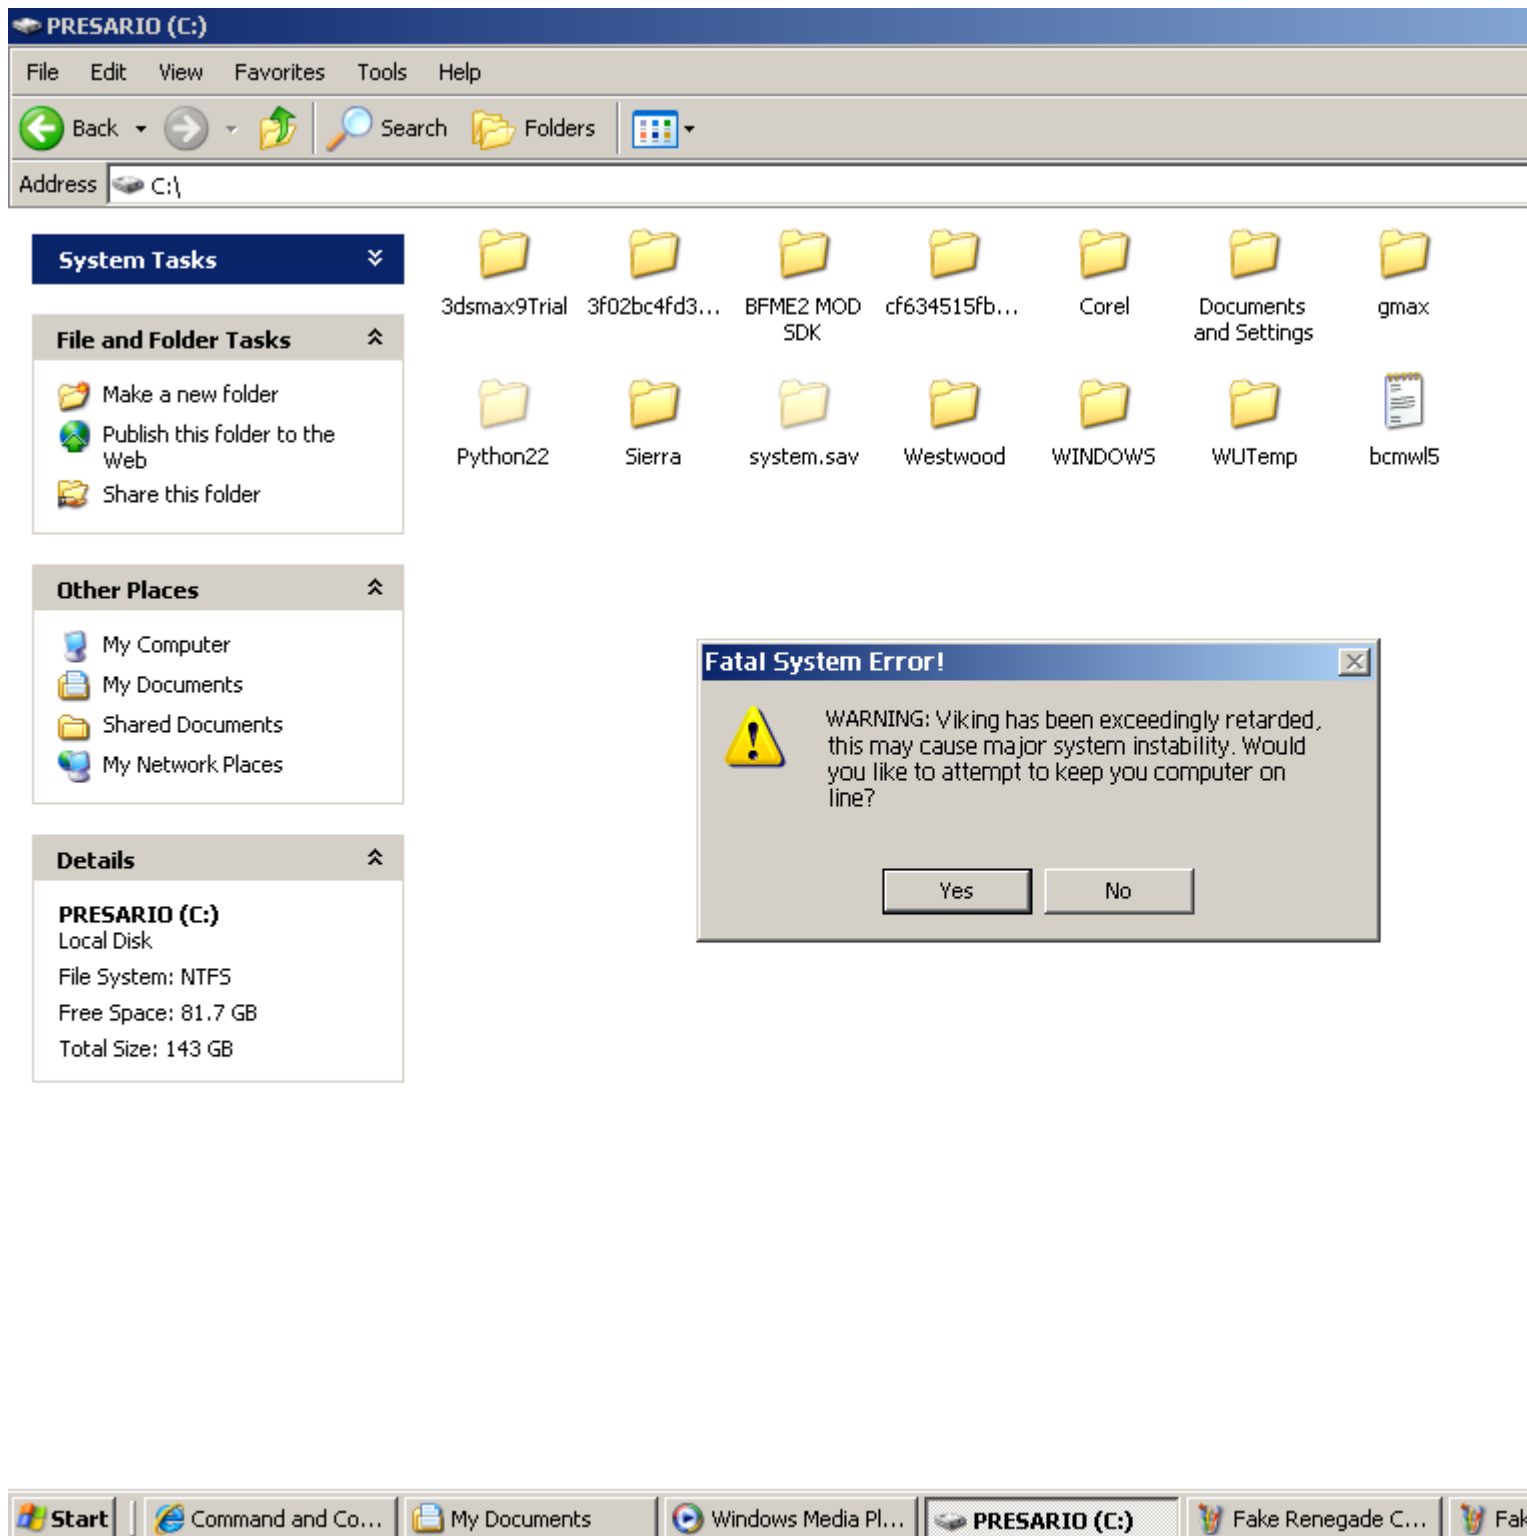 PRESARIO (C:)
File Edit View Favorites Tools Help
Back Search Folders
Address C:\
System Tasks
File and Folder Tasks
Make a new folder
Publish this folder to the
Web
Share this folder
Other Places
My Computer
My Documents
Shared Documents
My Network Places
Details
PRESARIO (C:)
Local Disk
File System: NTFS
Free Space: 81.7 GB
Total Size: 143 GB
3dsmax9Trial 3f02bc4fd3... BFME2 MOD cf634515fb... Corel Documents gmax
SDK and Settings
Python22 Sierra system.sav Westwood WINDOWS WUTemp bcmwl5
Fatal System Error!
WARNING: Viking has been exceedingly retarded,
this may cause major system instability. Would
you like to attempt to keep you computer on
line?
Yes No
Start Command and Co... My Documents Windows Media Pl... PRESARIO (C:) Fake Renegade C... Fak